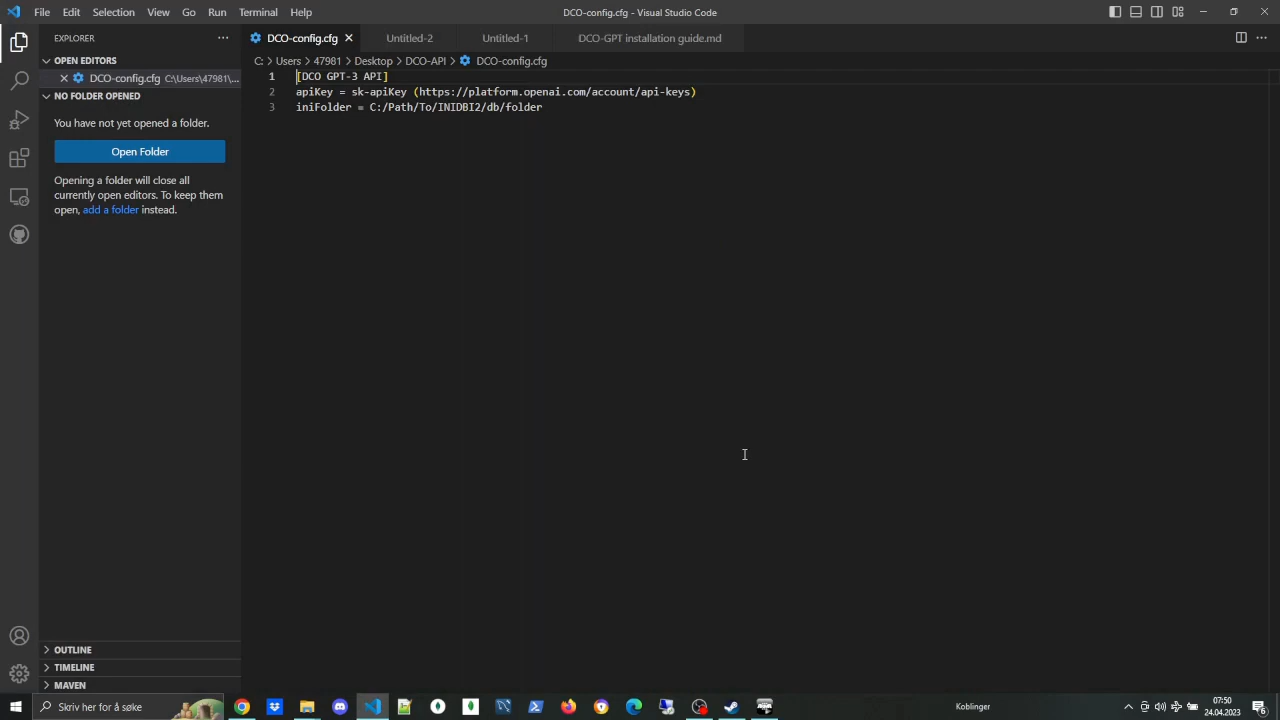 File Edit Selection View Go Run Terminal Help
DCO-config.cfg - Visual Studio Code
EXPLORER
DCO-config.cfg
Untitled-2
Untitled-1
DCO-GPT installation guide.md
OPEN EDITORS
C: > Users > 47981 > Desktop > DCO-API > DCO-config.cfg
DCO-config.cfg C:\Users\47981\...
NO FOLDER OPENED
1 [DCO GPT-3 API]
2 apiKey = sk-apiKey (https://platform.openai.com/account/api-keys)
3 iniFolder = C:/Path/To/INIDBI2/db/folder
You have not yet opened a folder.
Open Folder
Opening a folder will close all
currently open editors. To keep them
open, add a folder instead.
OUTLINE
TIMELINE
MAVEN
Skriv her for å søke
Koblinger
07:50
24.04.2023